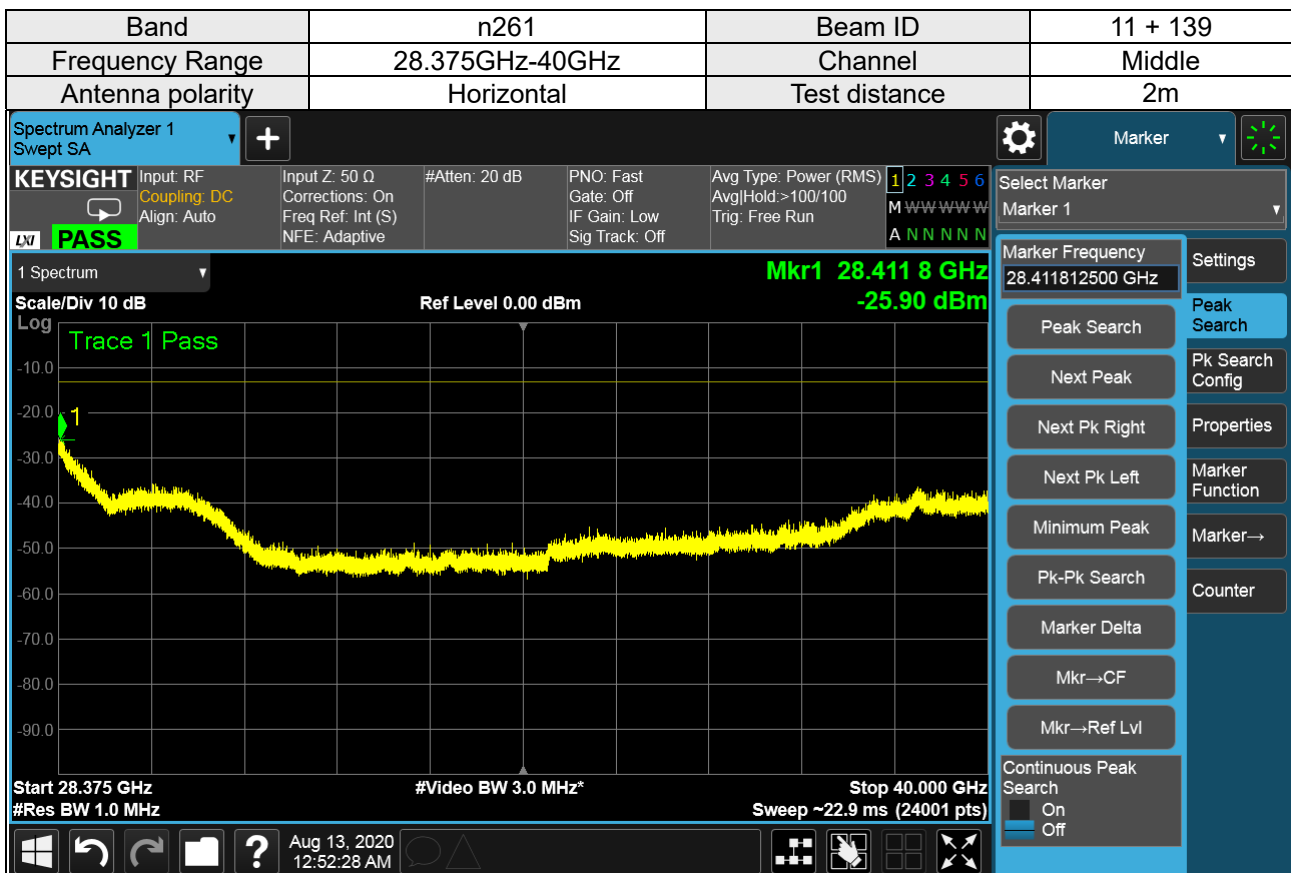 Band n261 Beam ID 11 + 139
Frequency Range 28.375GHz-40GHz Channel Middle
Antenna polarity Horizontal Test distance 2m
Spectrum Analyzer 1
Swept SA
Marker
KEYSIGHT
LXI PASS
Input: RF
Coupling: DC
Align: Auto
Input Z: 50 Ω
Corrections: On
Freq Ref: Int (S)
NFE: Adaptive
#Atten: 20 dB
PNO: Fast
Gate: Off
IF Gain: Low
Sig Track: Off
Avg Type: Power (RMS)
Avg|Hold:>100/100
Trig: Free Run
1 2 3 4 5 6
M W W W W W
A N N N N N
1 Spectrum
Mkr1 28.411 8 GHz
-25.90 dBm
Scale/Div 10 dB
Ref Level 0.00 dBm
Log
Trace 1 Pass
-10.0
-20.0
1
-30.0
-40.0
-50.0
-60.0
-70.0
-80.0
-90.0
Start 28.375 GHz #Video BW 3.0 MHz* Stop 40.000 GHz
#Res BW 1.0 MHz Sweep ~22.9 ms (24001 pts)
Aug 13, 2020
12:52:28 AM
?
Select Marker
Marker 1
Marker Frequency
28.411812500 GHz
Peak Search
Next Peak
Next Pk Right
Next Pk Left
Minimum Peak
Pk-Pk Search
Marker Delta
Mkr→CF
Mkr→Ref Lvl
Continuous Peak
Search
On
Off
Settings
Peak
Search
Pk Search
Config
Properties
Marker
Function
Marker→
Counter